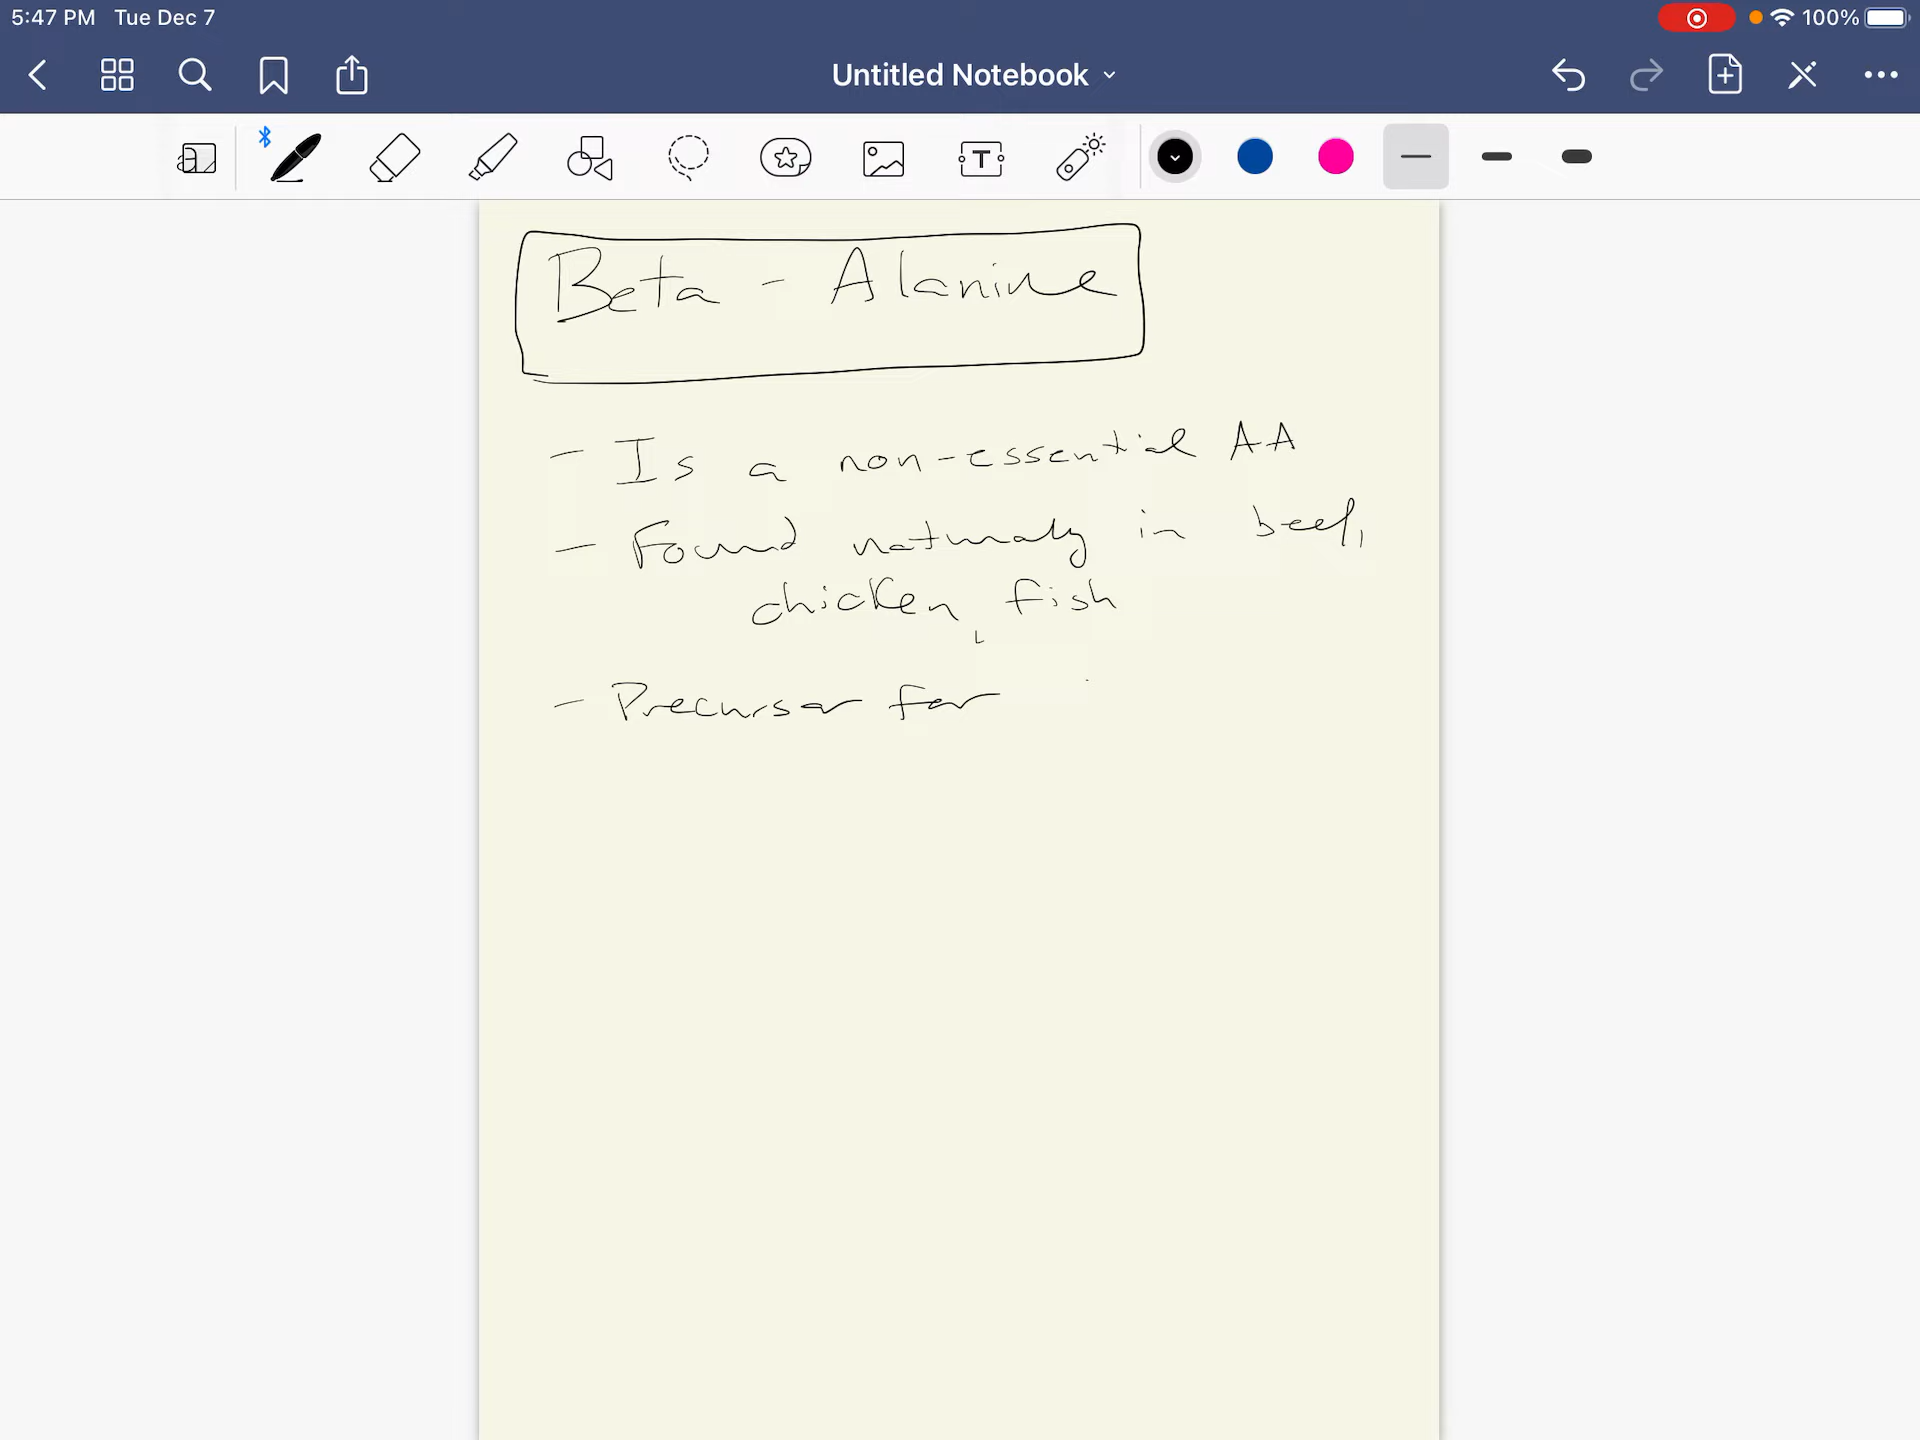 5:47 PM Tue Dec 7 100%
Untitled Notebook
Beta - Alanine
- Is a non-essential AA
- Found naturaly in beef,
chicken, fish
- Precursor for